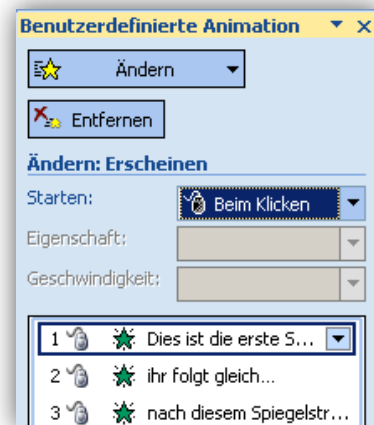 Benutzerdefinierte Animation
Ändern
Entfernen
Ändern: Erscheinen
Starten: Beim Klicken
Eigenschaft:
Geschwindigkeit:
1 Dies ist die erste S...
2 ihr folgt gleich...
3 nach diesem Spiegelstr...